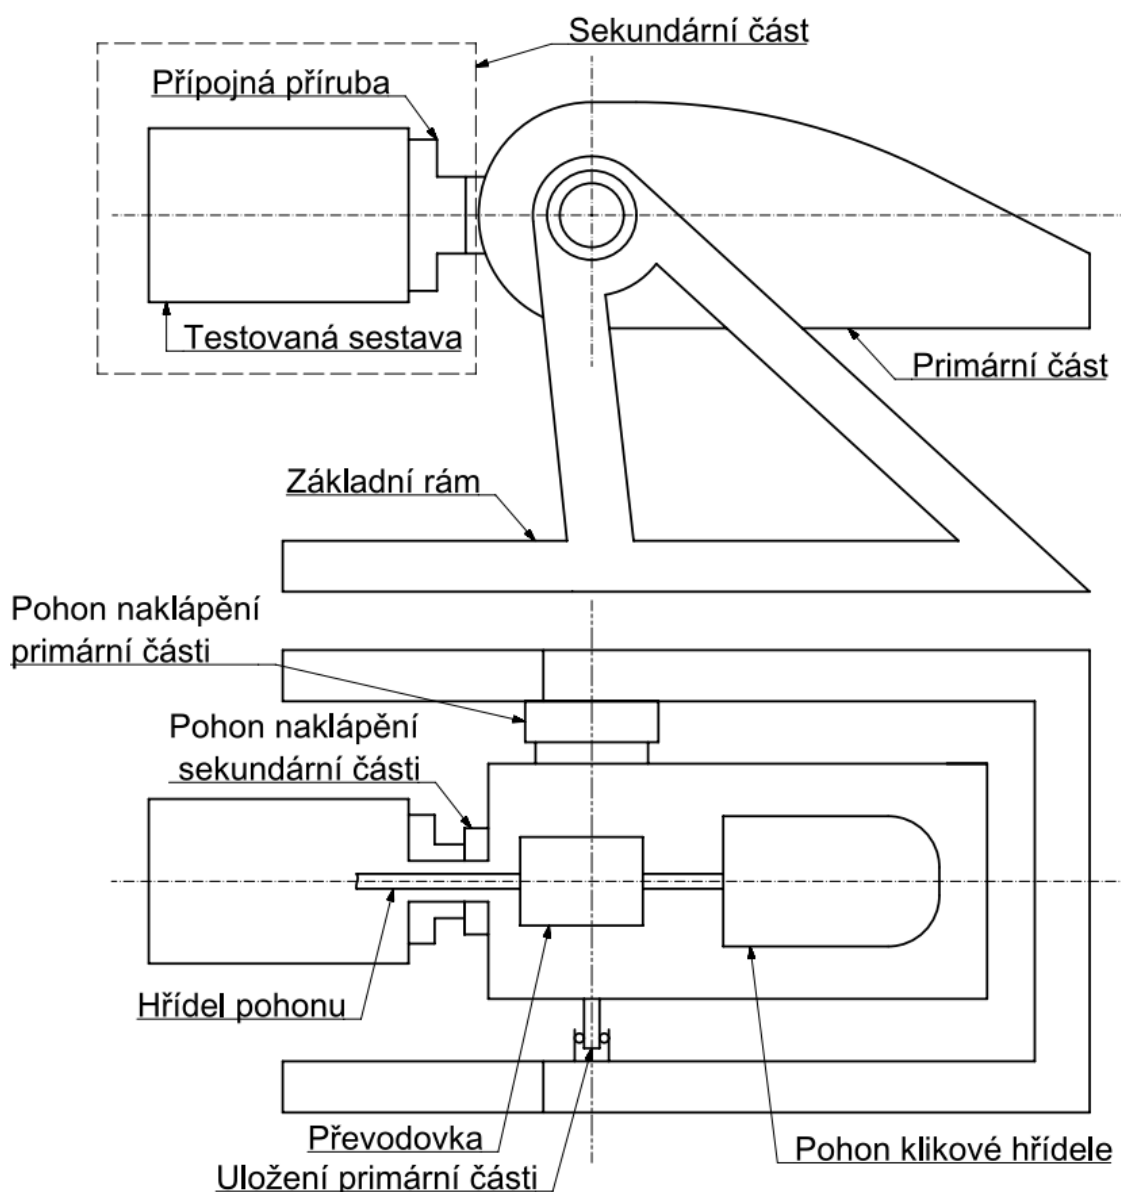 Sekundární část
Přípojná příruba
Testovaná sestava
Primární část
Základní rám
Pohon naklápění
primární části
Pohon naklápění
sekundární části
Hřídel pohonu
Převodovka
Pohon klikové hřídele
Uložení primární části